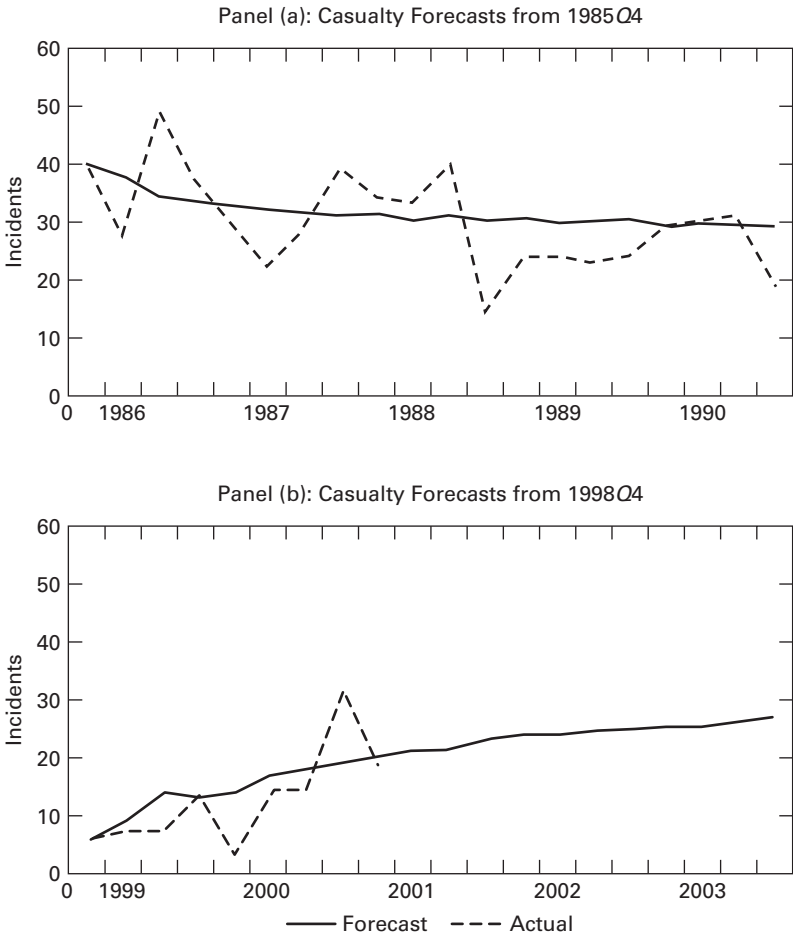 Panel (a): Casualty Forecasts from 1985Q4
60
50
40
30
20
10
0
Incidents
0 1986 1987 1988 1989 1990
Panel (b): Casualty Forecasts from 1998Q4
60
50
40
30
20
10
0
Incidents
0 1999 2000 2001 2002 2003
Forecast Actual